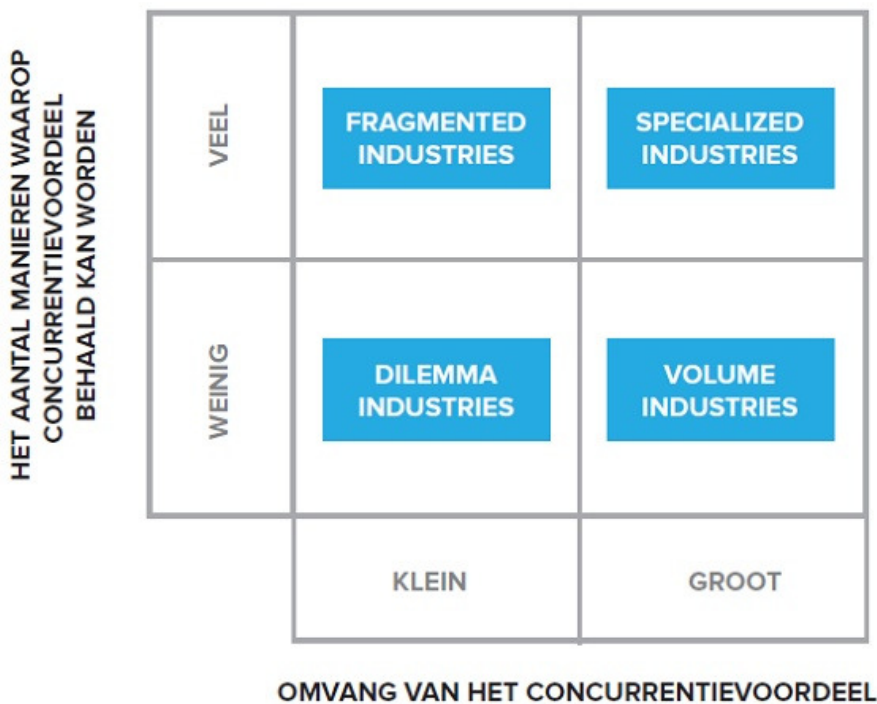 HET AANTAL MANIEREN WAAROP
CONCURRENTIEVOORDEEL
BEHAALD KAN WORDEN
VEEL
FRAGMENTED
INDUSTRIES
SPECIALIZED
INDUSTRIES
WEINIG
DILEMMA
INDUSTRIES
VOLUME
INDUSTRIES
KLEIN
GROOT
OMVANG VAN HET CONCURRENTIEVOORDEEL